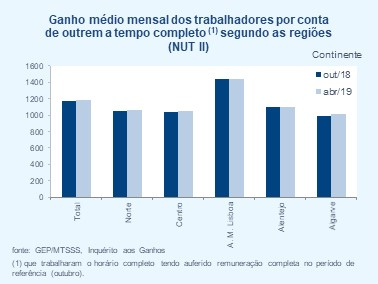 Ganho médio mensal dos trabalhadores por conta
de outrem a tempo completo (1) segundo as regiões
(NUT II)
Continente
1600
1400
1200
1000
800
600
400
200
0
out/18
abr/19
Total
Norte
Centro
A. M. Lisboa
Alentejo
Algarve
fonte: GEP/MTSSS, Inquérito aos Ganhos
(1) que trabalharam o horário completo tendo auferido remuneração completa no período de
referência (outubro).